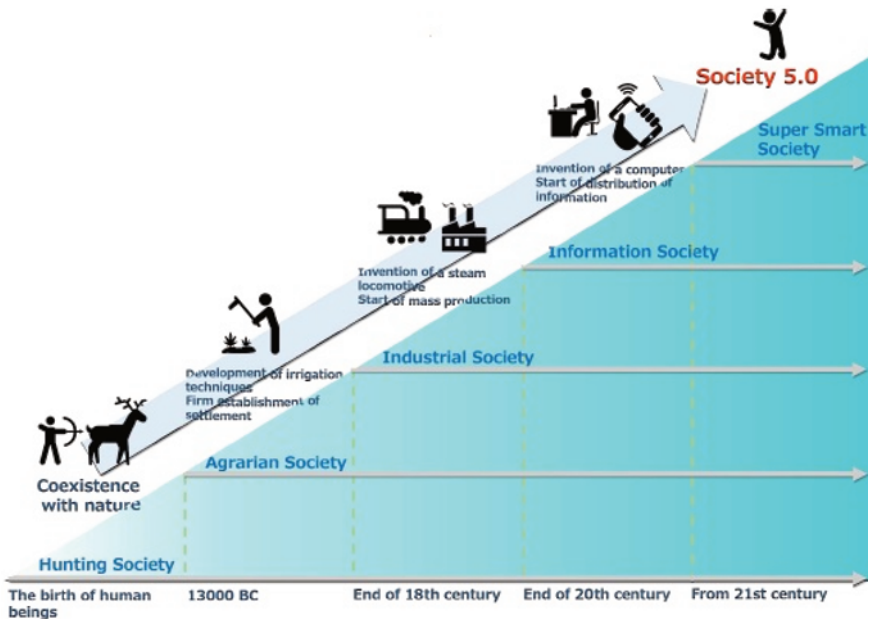 Society 5.0
Super Smart
Society
Invention of a computer
Start of distribution of
information
Information Society
Invention of a steam
locomotive
Start of mass production
Industrial Society
Development of irrigation
techniques
Firm establishment of
settlement
Agrarian Society
Coexistence
with nature
Hunting Society
The birth of human
beings
13000 BC
End of 18th century
End of 20th century
From 21st century